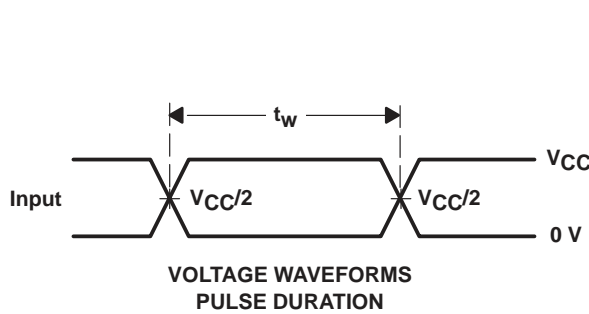 tw
VCC
Input
VCC/2
VCC/2
0 V
VOLTAGE WAVEFORMS
PULSE DURATION